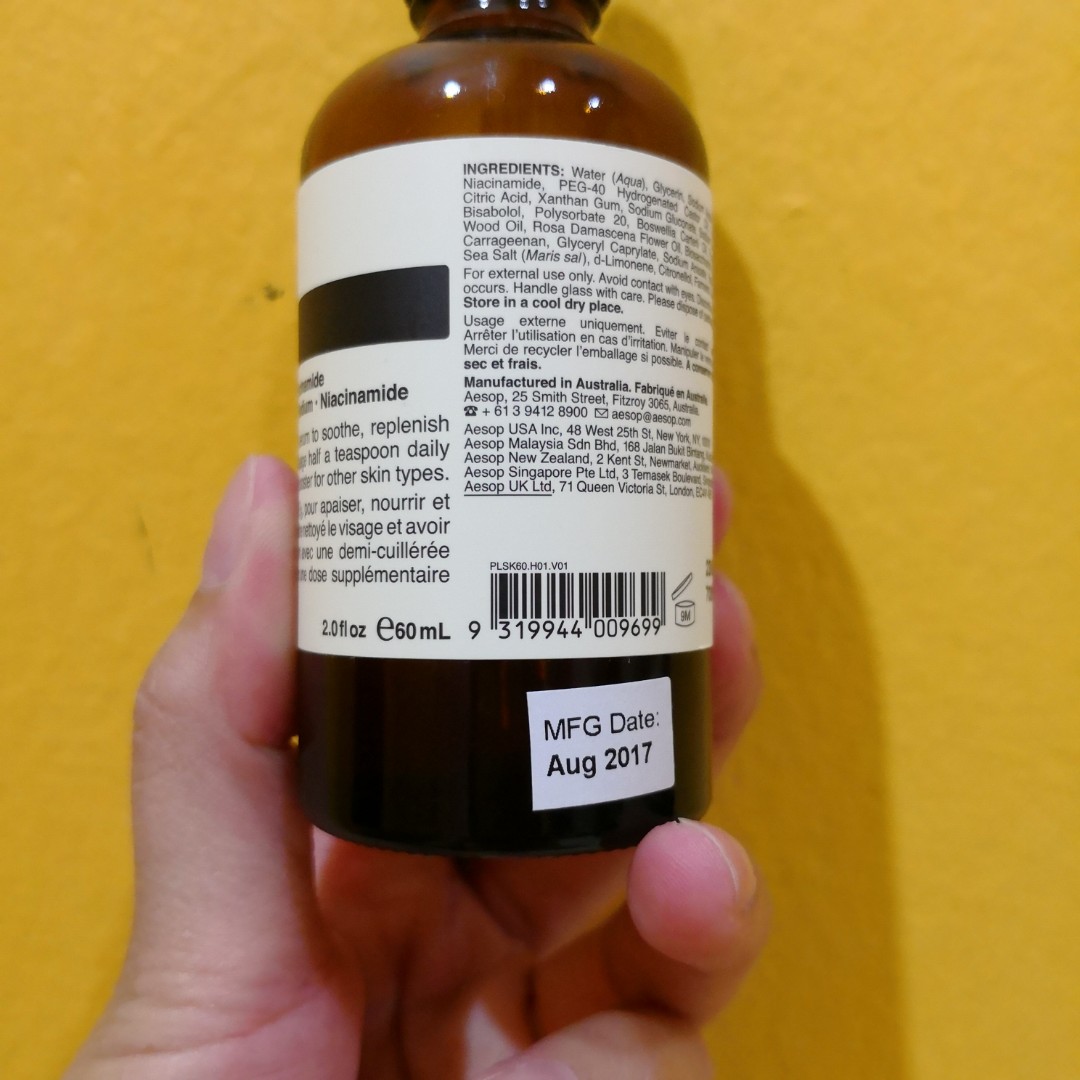 Niacinamide
to soothe, replenish
half a teaspoon daily
for other skin types.
pour apaiser, nourrir et
nettoyé le visage et avoir
avec une demi-cuillérée
dose supplémentaire
2.0 fl oz ℮60 mL
INGREDIENTS: Water (Aqua), Glycerin,
Niacinamide, PEG-40 Hydrogenated Castor
Citric Acid, Xanthan Gum, Sodium Gluconate,
Bisabolol, Polysorbate 20, Boswellia Carterii
Wood Oil, Rosa Damascena Flower Oil,
Carrageenan, Glyceryl Caprylate, Sodium
Sea Salt (Maris sal), d-Limonene, Citronellol,
For external use only. Avoid contact with eyes.
occurs. Handle glass with care. Please dispose
Store in a cool dry place.
Usage externe uniquement. Eviter le
Arrêter l'utilisation en cas d'irritation. Manipuler le
Merci de recycler l'emballage si possible. A
sec et frais.
Manufactured in Australia. Fabriqué en Australie
Aesop, 25 Smith Street, Fitzroy 3065, Australia.
☎ + 61 3 9412 8900 ✉ aesop@aesop.com
Aesop USA Inc, 48 West 25th St, New York, NY,
Aesop Malaysia Sdn Bhd, 168 Jalan Bukit Bintang,
Aesop New Zealand, 2 Kent St, Newmarket,
Aesop Singapore Pte Ltd, 3 Temasek Boulevard,
Aesop UK Ltd, 71 Queen Victoria St, London,
PLSK60.H01.V01
9 319944 009699
9M
MFG Date:
Aug 2017